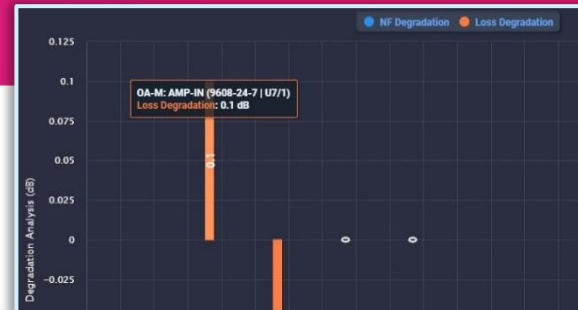 NF Degradation Loss Degradation
0.125
0.1
OA-M: AMP-IN (9608-24-7 | U7/1)
Loss Degradation: 0.1 dB
0.075
0.1
0.05
0.025
Degradation Analysis (dB)
0
0
0
-0.025